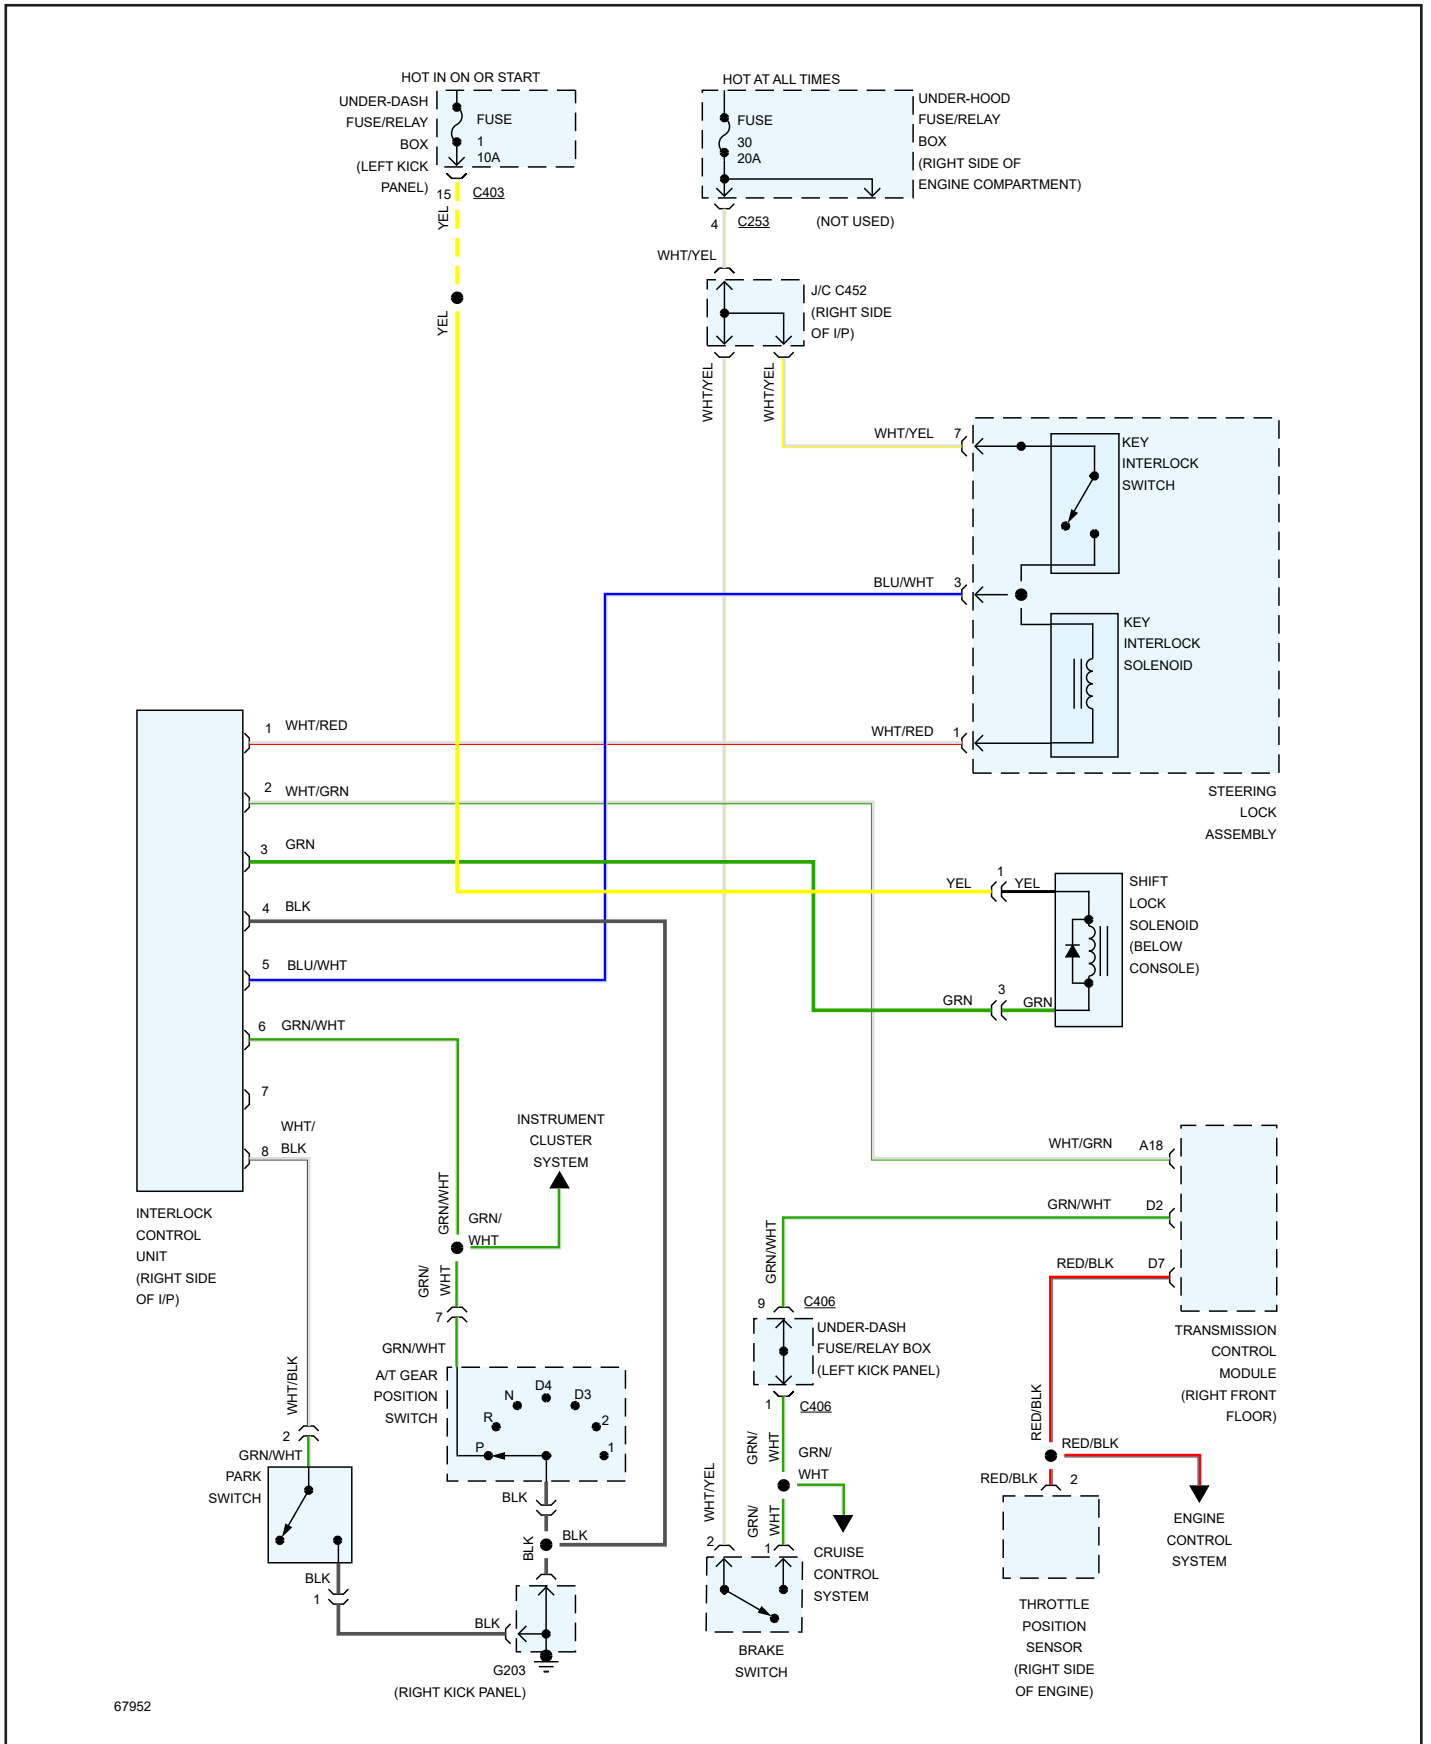 HOT IN ON OR START
UNDER-DASH
FUSE/RELAY
BOX
(LEFT KICK
PANEL)
FUSE
1
10A
15
C403
YEL
YEL
HOT AT ALL TIMES
FUSE
30
20A
UNDER-HOOD
FUSE/RELAY
BOX
(RIGHT SIDE OF
ENGINE COMPARTMENT)
4
C253
(NOT USED)
WHT/YEL
J/C C452
(RIGHT SIDE
OF I/P)
WHT/YEL
WHT/YEL
WHT/YEL
7
KEY
INTERLOCK
SWITCH
BLU/WHT
3
KEY
INTERLOCK
SOLENOID
WHT/RED
1
STEERING
LOCK
ASSEMBLY
1
WHT/RED
2
WHT/GRN
3
GRN
4
BLK
5
BLU/WHT
6
GRN/WHT
7
8
WHT/
BLK
INTERLOCK
CONTROL
UNIT
(RIGHT SIDE
OF I/P)
YEL
1
YEL
SHIFT
LOCK
SOLENOID
(BELOW
CONSOLE)
GRN
3
GRN
INSTRUMENT
CLUSTER
SYSTEM
GRN/WHT
GRN/
WHT
GRN/
WHT
7
GRN/WHT
A/T GEAR
POSITION
SWITCH
P
R
N
D4
D3
2
1
WHT/GRN
A18
GRN/WHT
D2
RED/BLK
D7
TRANSMISSION
CONTROL
MODULE
(RIGHT FRONT
FLOOR)
GRN/WHT
9
C406
UNDER-DASH
FUSE/RELAY BOX
(LEFT KICK PANEL)
1
C406
GRN/
WHT
GRN/
WHT
GRN/
WHT
WHT/YEL
2
1
CRUISE
CONTROL
SYSTEM
BRAKE
SWITCH
RED/BLK
RED/BLK
RED/BLK
2
ENGINE
CONTROL
SYSTEM
THROTTLE
POSITION
SENSOR
(RIGHT SIDE
OF ENGINE)
WHT/BLK
2
GRN/WHT
PARK
SWITCH
BLK
1
BLK
BLK
BLK
BLK
G203
(RIGHT KICK PANEL)
67952